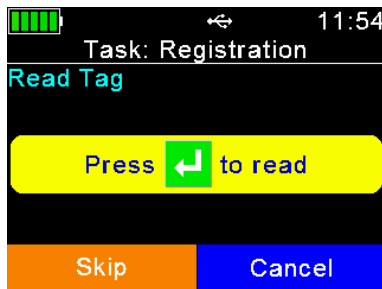 11:54
Task: Registration
Read Tag
Press ↵ to read
Skip Cancel